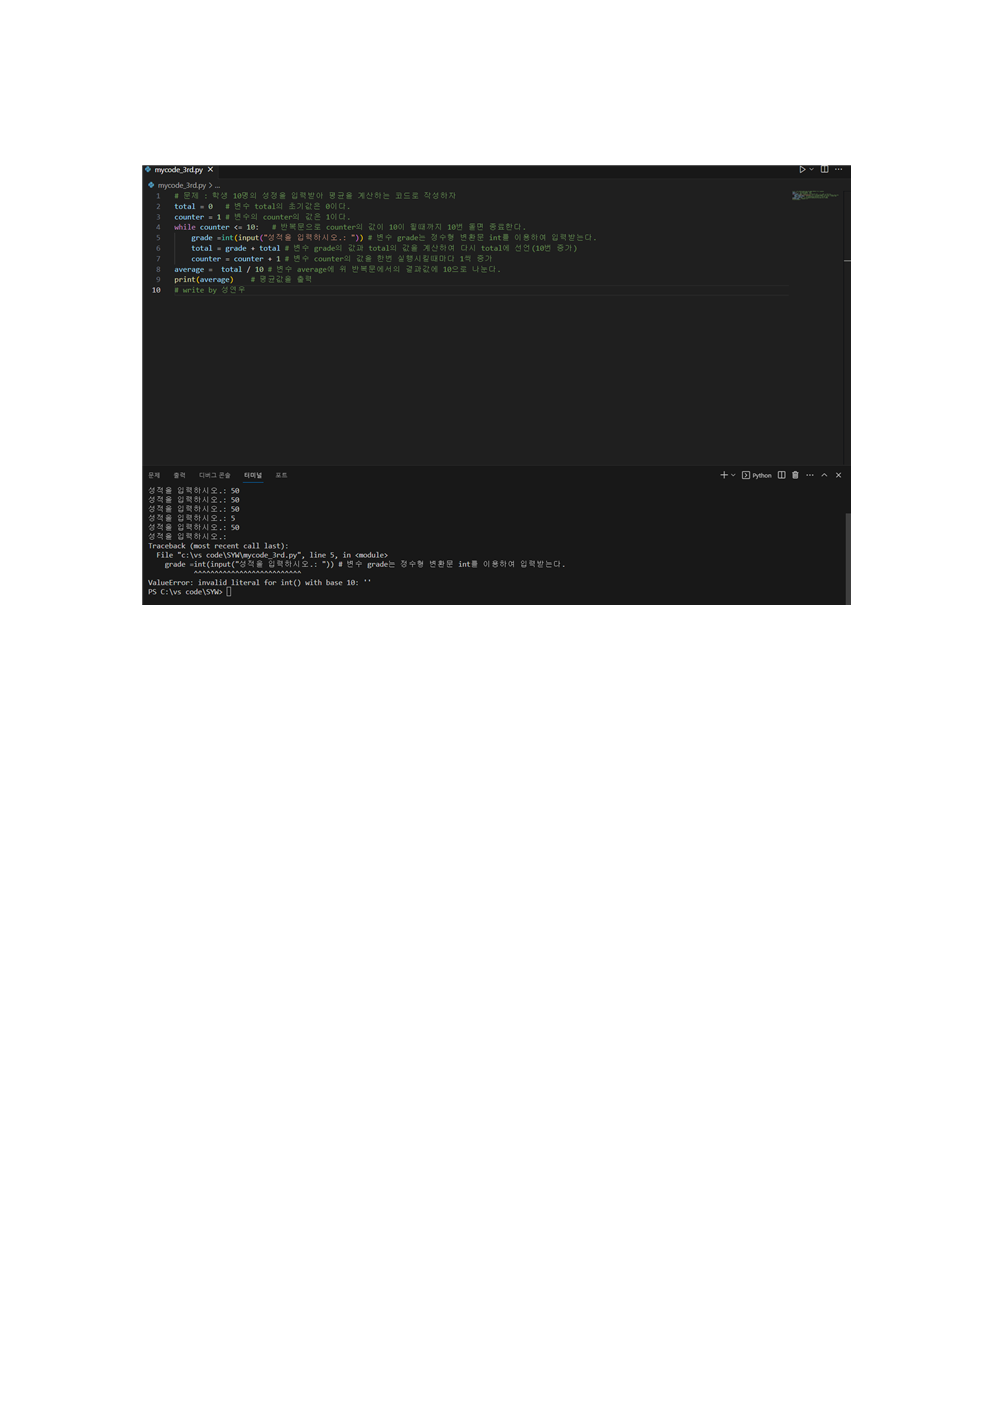 mycode_3rd.py
mycode_3rd.py > ...
1 # 문제 : 학생 10명의 성정을 입력받아 평균을 계산하는 코드로 작성하자
2 total = 0 # 변수 total의 초기값은 0이다.
3 counter = 1 # 변수의 counter의 값은 1이다.
4 while counter <= 10: # 반복문으로 counter의 값이 10이 될때까지 10번 돌면 종료한다.
5 grade =int(input("성적을 입력하시오.: ")) # 변수 grade는 정수형 변환문 int를 이용하여 입력받는다.
6 total = grade + total # 변수 grade의 값과 total의 값을 계산하여 다시 total에 선언(10번 증가)
7 counter = counter + 1 # 변수 counter의 값을 한번 실행시킬때마다 1씩 증가
8 average = total / 10 # 변수 average에 위 반복문에서의 결과값에 10으로 나눈다.
9 print(average) # 평균값을 출력
10 # write by 성연우
문제 출력 디버그 콘솔 터미널 포트 Python
성적을 입력하시오.: 50
성적을 입력하시오.: 50
성적을 입력하시오.: 50
성적을 입력하시오.: 5
성적을 입력하시오.: 50
성적을 입력하시오.:
Traceback (most recent call last):
File "c:\vs code\SYW\mycode_3rd.py", line 5, in <module>
grade =int(input("성적을 입력하시오.: ")) # 변수 grade는 정수형 변환문 int를 이용하여 입력받는다.
^^^^^^^^^^^^^^^^^^^^^^^^^^
ValueError: invalid literal for int() with base 10: ''
PS C:\vs code\SYW>